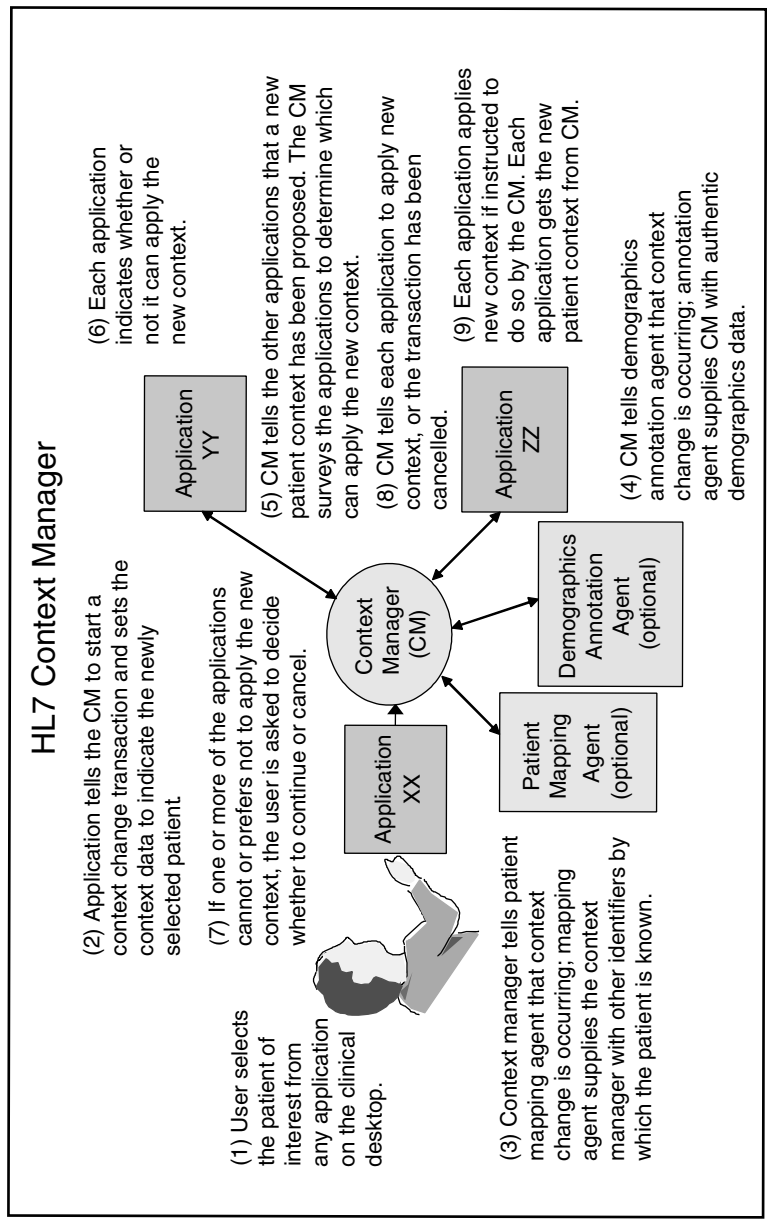 HL7 Context Manager
(1) User selects
the patient of
interest from
any application
on the clinical
desktop.
(2) Application tells the CM to start a
context change transaction and sets the
context data to indicate the newly
selected patient.
(3) Context manager tells patient
mapping agent that context
change is occurring; mapping
agent supplies the context
manager with other identifiers by
which the patient is known.
(4) CM tells demographics
annotation agent that context
change is occurring; annotation
agent supplies CM with authentic
demographics data.
(5) CM tells the other applications that a new
patient context has been proposed. The CM
surveys the applications to determine which
can apply the new context.
(6) Each application
indicates whether or
not it can apply the
new context.
(7) If one or more of the applications
cannot or prefers not to apply the new
context, the user is asked to decide
whether to continue or cancel.
(8) CM tells each application to apply new
context, or the transaction has been
cancelled.
(9) Each application applies
new context if instructed to
do so by the CM. Each
application gets the new
patient context from CM.
Application
XX
Context
Manager
(CM)
Application
YY
Application
ZZ
Patient
Mapping
Agent
(optional)
Demographics
Annotation
Agent
(optional)